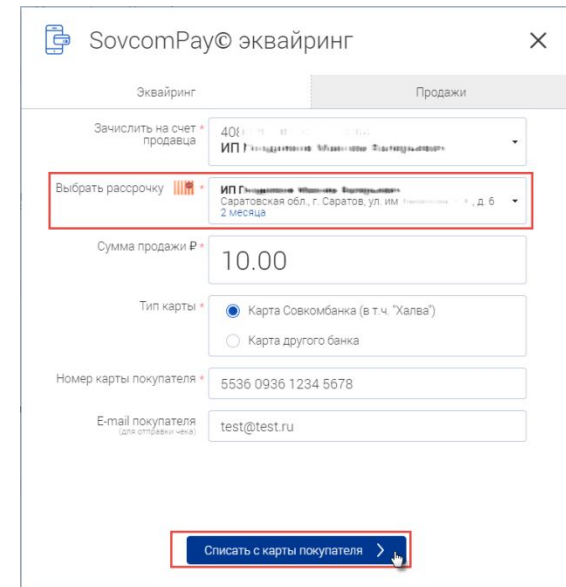 SovcomPay© эквайринг
Эквайринг
Продажи
Зачислить на счет *
продавца
408
ИП
Выбрать рассрочку *
ИП
Саратовская обл., г. Саратов, ул. им , д. 6
2 месяца
Сумма продажи ₽ *
10.00
Тип карты *
Карта Совкомбанка (в т.ч. "Халва")
Карта другого банка
Номер карты покупателя *
5536 0936 1234 5678
E-mail покупателя
(для отправки чека)
test@test.ru
Списать с карты покупателя